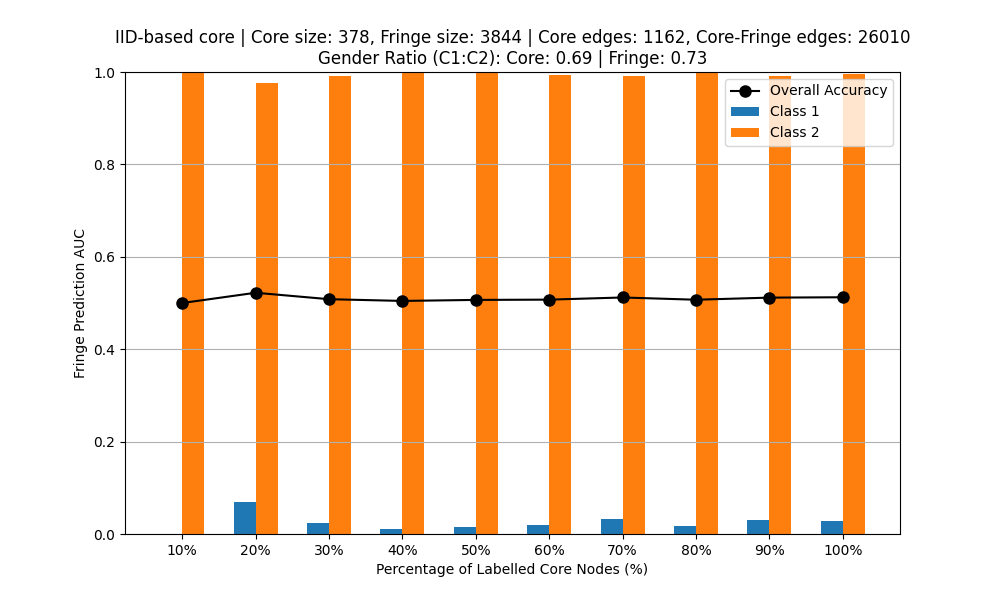 IID-based core | Core size: 378, Fringe size: 3844 | Core edges: 1162, Core-Fringe edges: 26010
Gender Ratio (C1:C2): Core: 0.69 | Fringe: 0.73
Overall Accuracy
Class 1
Class 2
Fringe Prediction AUC
1.0
0.8
0.6
0.4
0.2
0.0
10% 20% 30% 40% 50% 60% 70% 80% 90% 100%
Percentage of Labelled Core Nodes (%)